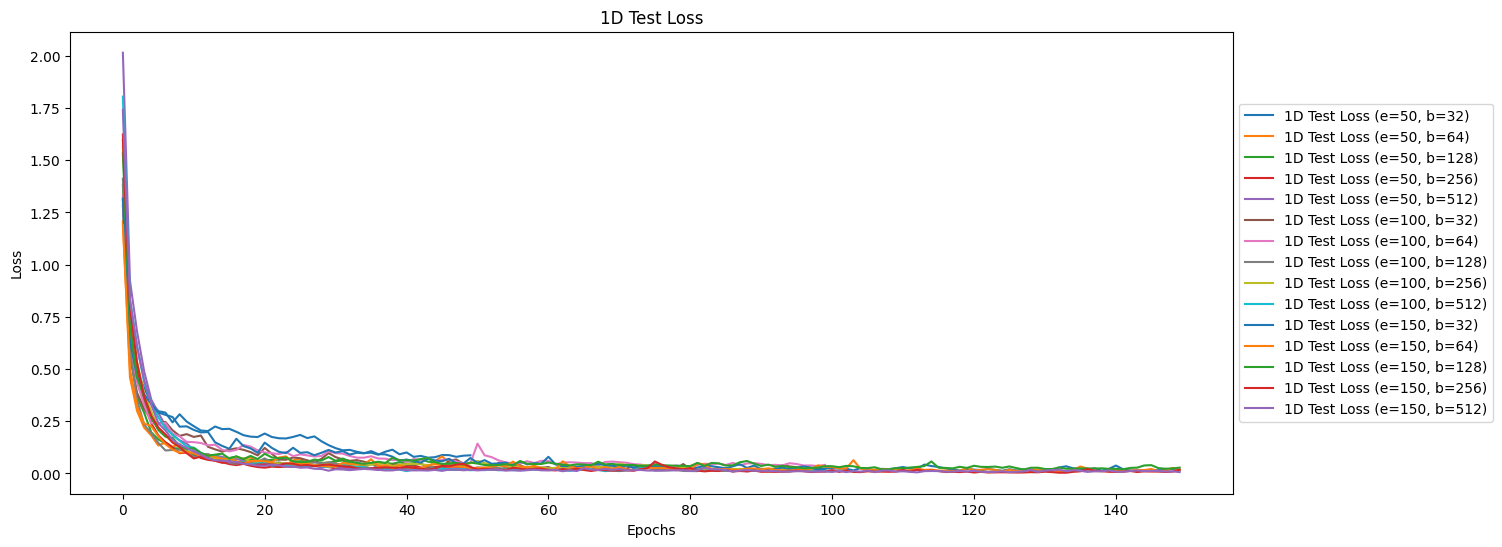 1D Test Loss
2.00
1.75
1.50
1.25
1.00
0.75
0.50
0.25
0.00
Loss
0 20 40 60 80 100 120 140
Epochs
1D Test Loss (e=50, b=32)
1D Test Loss (e=50, b=64)
1D Test Loss (e=50, b=128)
1D Test Loss (e=50, b=256)
1D Test Loss (e=50, b=512)
1D Test Loss (e=100, b=32)
1D Test Loss (e=100, b=64)
1D Test Loss (e=100, b=128)
1D Test Loss (e=100, b=256)
1D Test Loss (e=100, b=512)
1D Test Loss (e=150, b=32)
1D Test Loss (e=150, b=64)
1D Test Loss (e=150, b=128)
1D Test Loss (e=150, b=256)
1D Test Loss (e=150, b=512)